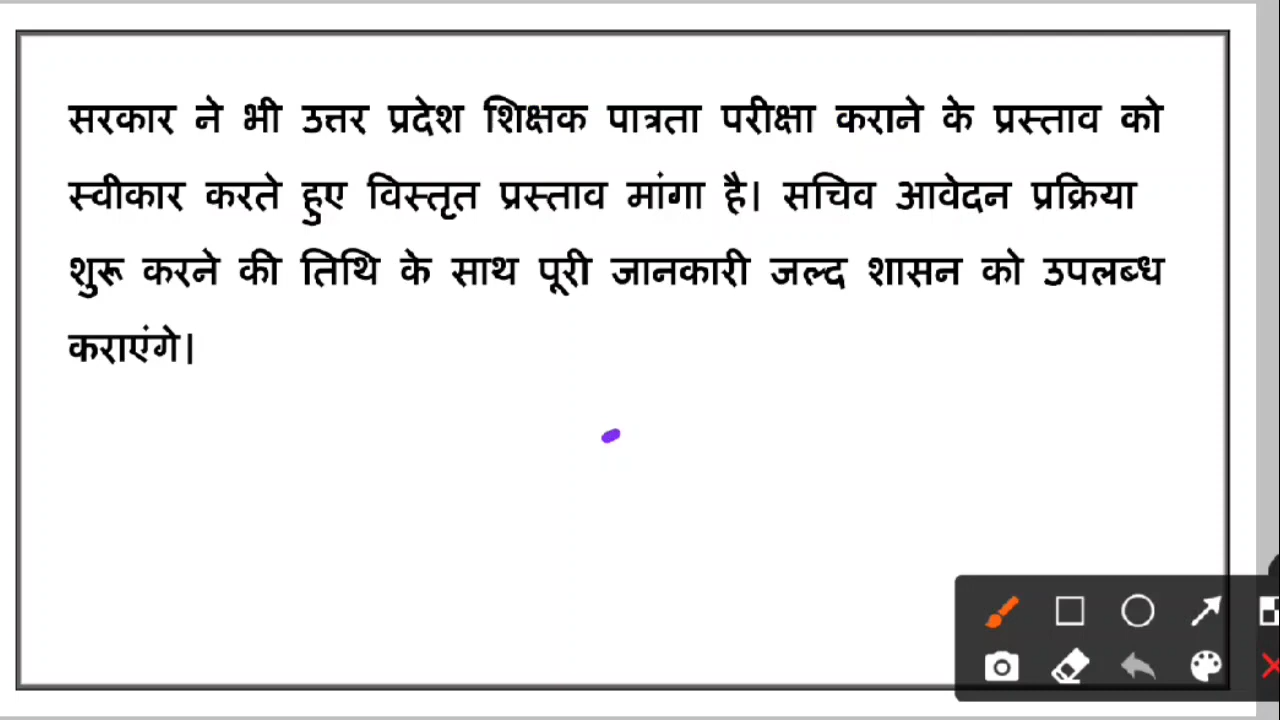 सरकार ने भी उत्तर प्रदेश शिक्षक पात्रता परीक्षा कराने के प्रस्ताव को
स्वीकार करते हुए विस्तृत प्रस्ताव मांगा है। सचिव आवेदन प्रक्रिया
शुरू करने की तिथि के साथ पूरी जानकारी जल्द शासन को उपलब्ध
कराएंगे।